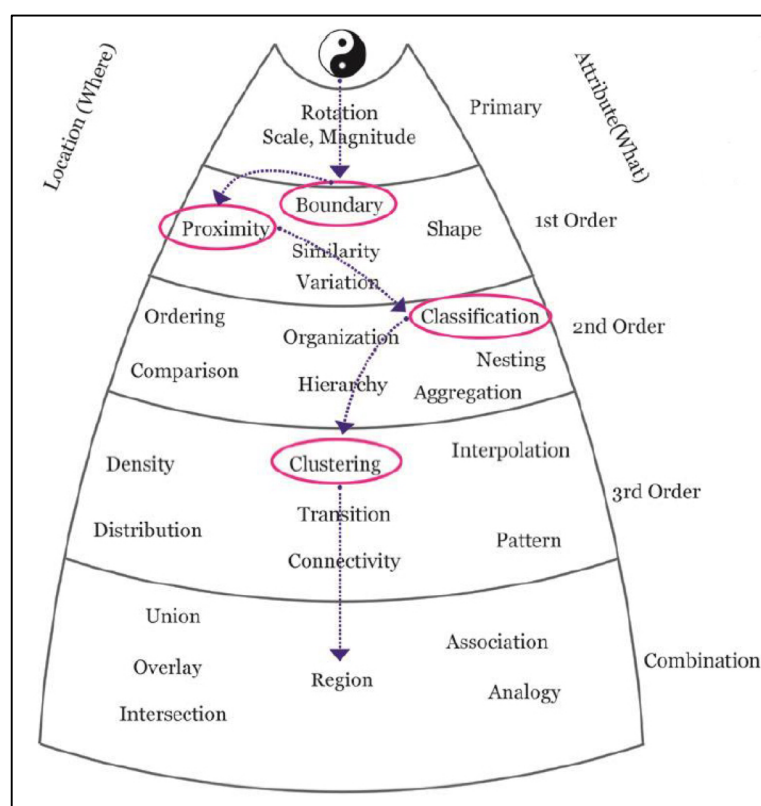 Location (Where)
Attribute(What)
Rotation
Scale, Magnitude
Primary
Boundary
Proximity
Shape
1st Order
Similarity
Variation
Ordering
Classification
2nd Order
Organization
Nesting
Comparison
Hierarchy
Aggregation
Density
Clustering
Interpolation
3rd Order
Transition
Distribution
Pattern
Connectivity
Union
Association
Combination
Overlay
Region
Analogy
Intersection